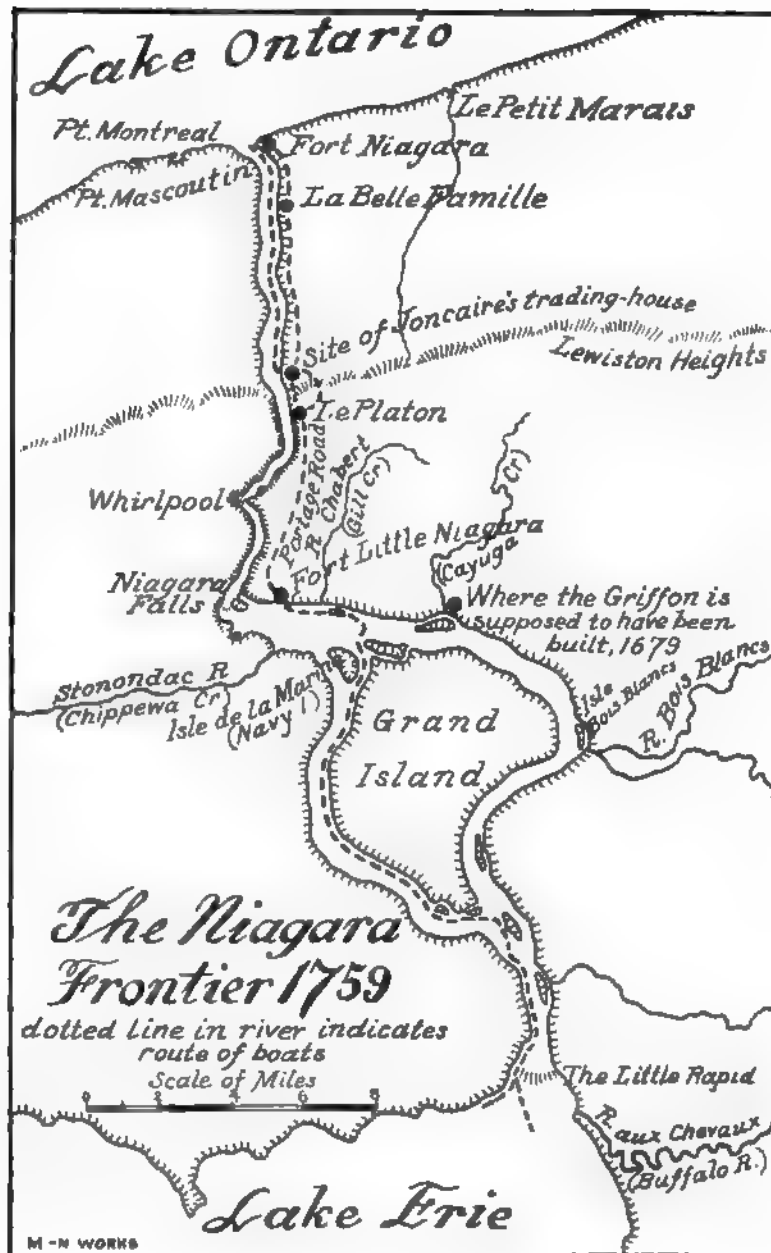 Lake Ontario
Le Petit Marais
Pt. Montreal
Fort Niagara
Pt. Mascoutin
La Belle Famille
Site of Joncaire's trading-house
Lewiston Heights
Le Platon
Portage Road
R Chabert
(Gill Cr)
Whirlpool
Fort Little Niagara
Cayuga
(Cr)
Niagara
Falls
Where the Griffon is
supposed to have been
built, 1679
Stonondac R
(Chippewa Cr)
Isle de la Marine
(Navy I)
Isle
Bois Blancs
R. Bois Blancs
Grand
Island
The Niagara
Frontier 1759
dotted line in river indicates
route of boats
Scale of Miles
0 2 4 6 8
The Little Rapid
R. aux Chevaux
(Buffalo R.)
Lake Erie
M-N WORKS